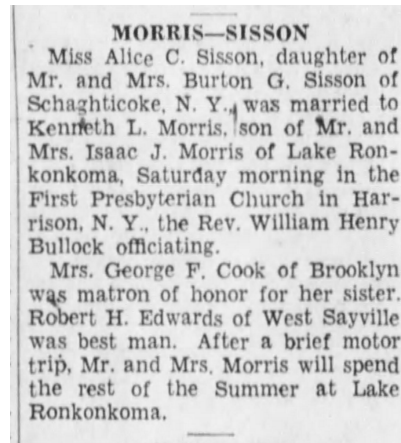 MORRIS—SISSON
Miss Alice C. Sisson, daughter of
Mr. and Mrs. Burton G. Sisson of
Schaghticoke, N. Y., was married to
Kenneth L. Morris, son of Mr. and
Mrs. Isaac J. Morris of Lake Ron-
konkoma, Saturday morning in the
First Presbyterian Church in Har-
rison, N. Y., the Rev. William Henry
Bullock officiating.
Mrs. George F. Cook of Brooklyn
was matron of honor for her sister.
Robert H. Edwards of West Sayville
was best man. After a brief motor
trip, Mr. and Mrs. Morris will spend
the rest of the Summer at Lake
Ronkonkoma.